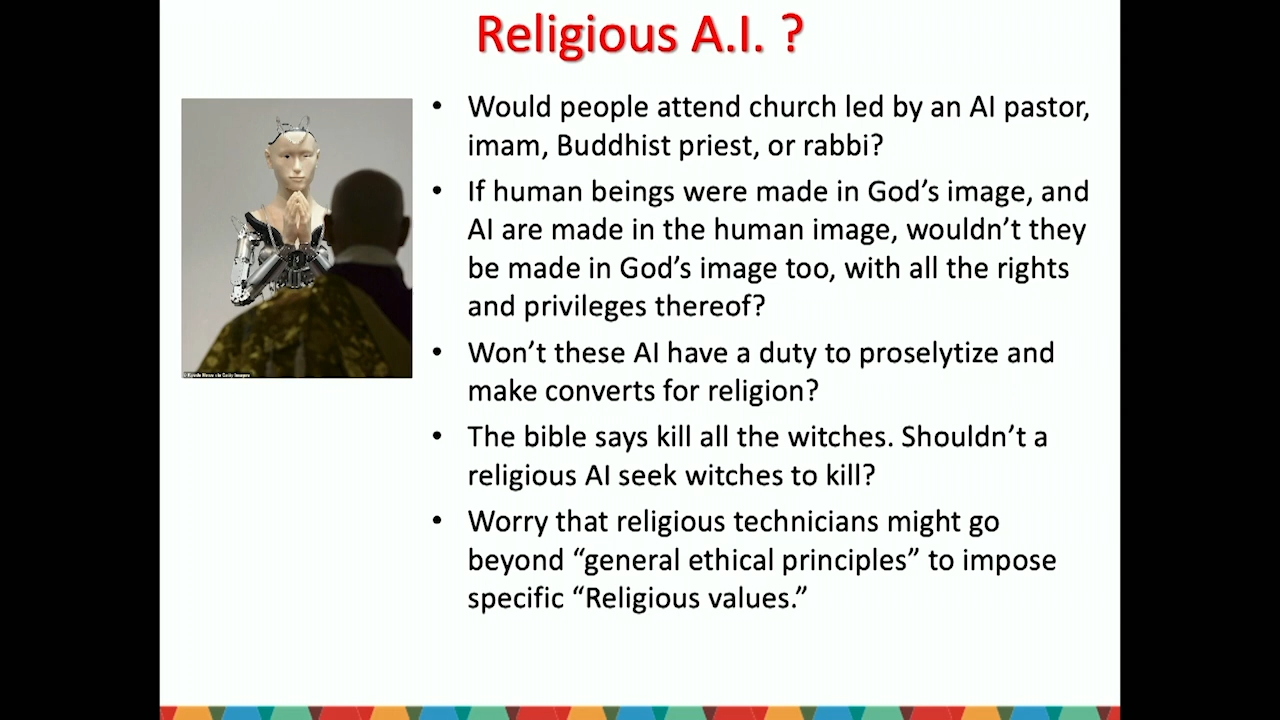 Religious A.I. ?
• Would people attend church led by an AI pastor,
imam, Buddhist priest, or rabbi?
• If human beings were made in God’s image, and
AI are made in the human image, wouldn’t they
be made in God’s image too, with all the rights
and privileges thereof?
• Won’t these AI have a duty to proselytize and
make converts for religion?
• The bible says kill all the witches. Shouldn’t a
religious AI seek witches to kill?
• Worry that religious technicians might go
beyond “general ethical principles” to impose
specific “Religious values.”